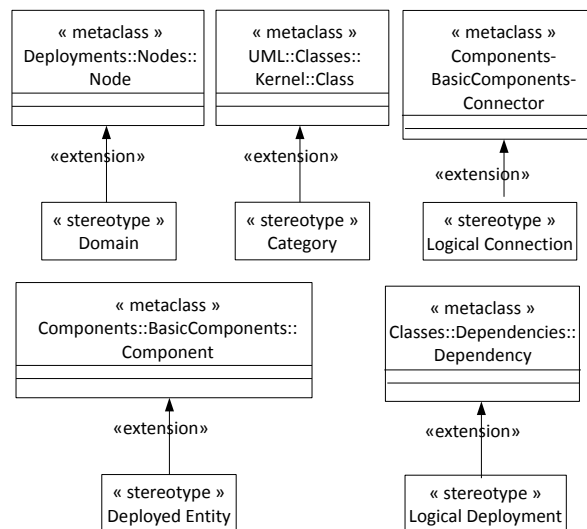 « metaclass »
Deployments::Nodes::
Node
« metaclass »
UML::Classes::
Kernel::Class
« metaclass »
Components-
BasicComponents-
Connector
«extension»
«extension»
«extension»
« stereotype »
Domain
« stereotype »
Category
« stereotype »
Logical Connection
« metaclass »
Components::BasicComponents::
Component
« metaclass »
Classes::Dependencies::
Dependency
«extension»
«extension»
« stereotype »
Deployed Entity
« stereotype »
Logical Deployment